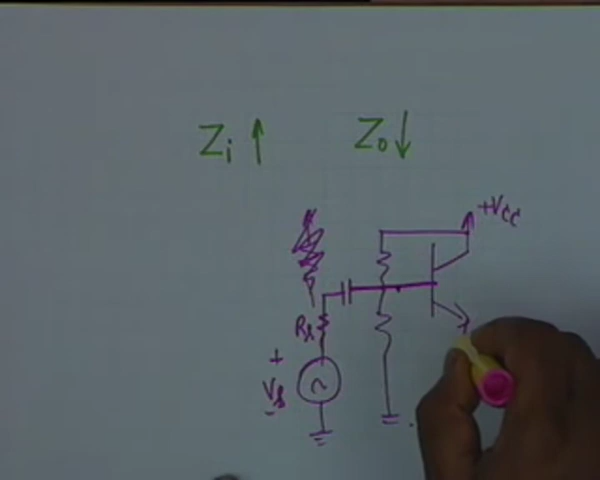 Zi ↑ Zo ↓
+VCC
Rs
+
Vs
-